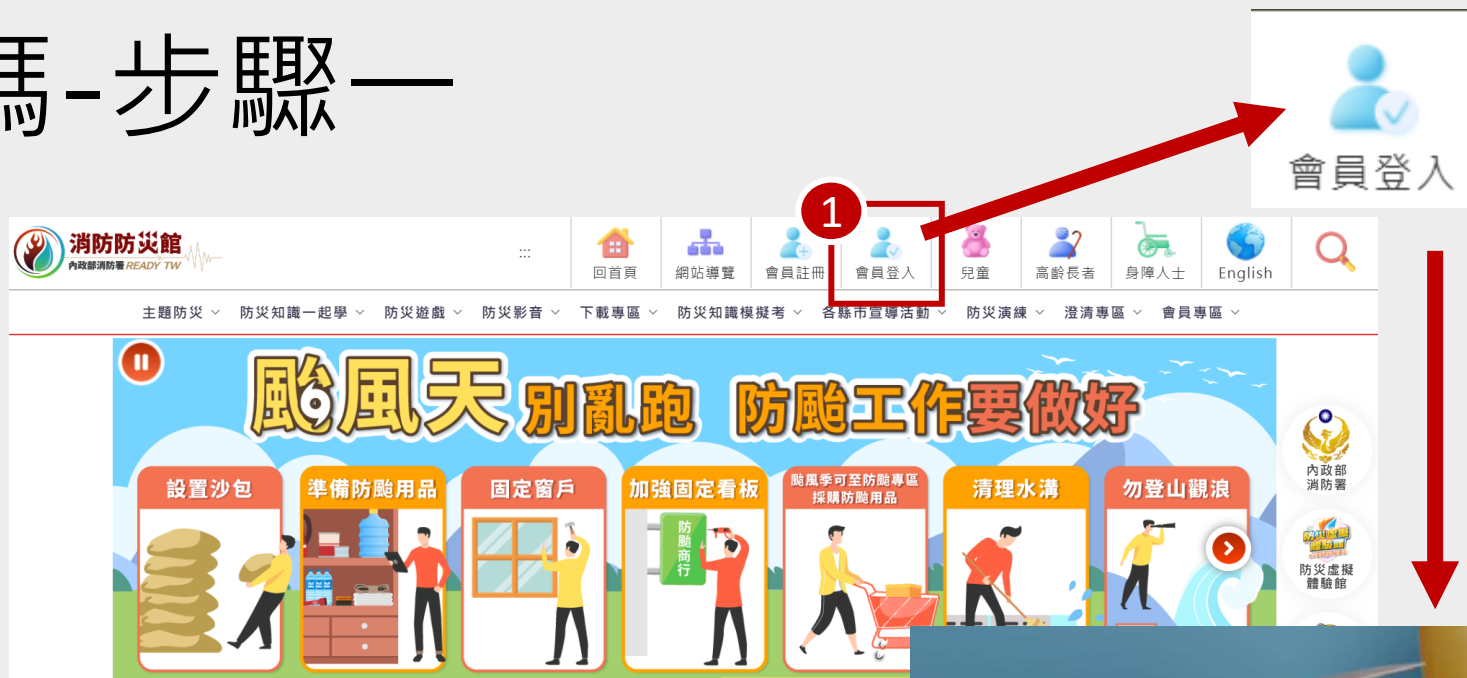 碼-步驟一
會員登入
1
消防防災館
內政部消防署 READY TW
:::
回首頁
網站導覽
會員註冊
會員登入
兒童
高齡長者
身障人士
English
主題防災
防災知識一起學
防災遊戲
防災影音
下載專區
防災知識模擬考
各縣市宣導活動
防災演練
澄清專區
會員專區
颱風天 別亂跑 防颱工作要做好
設置沙包
準備防颱用品
固定窗戶
加強固定看板
颱風季可至防颱專區
採購防颱用品
清理水溝
勿登山觀浪
防颱商行
內政部
消防署
防災虛擬
體驗館
防災虛擬
體驗館